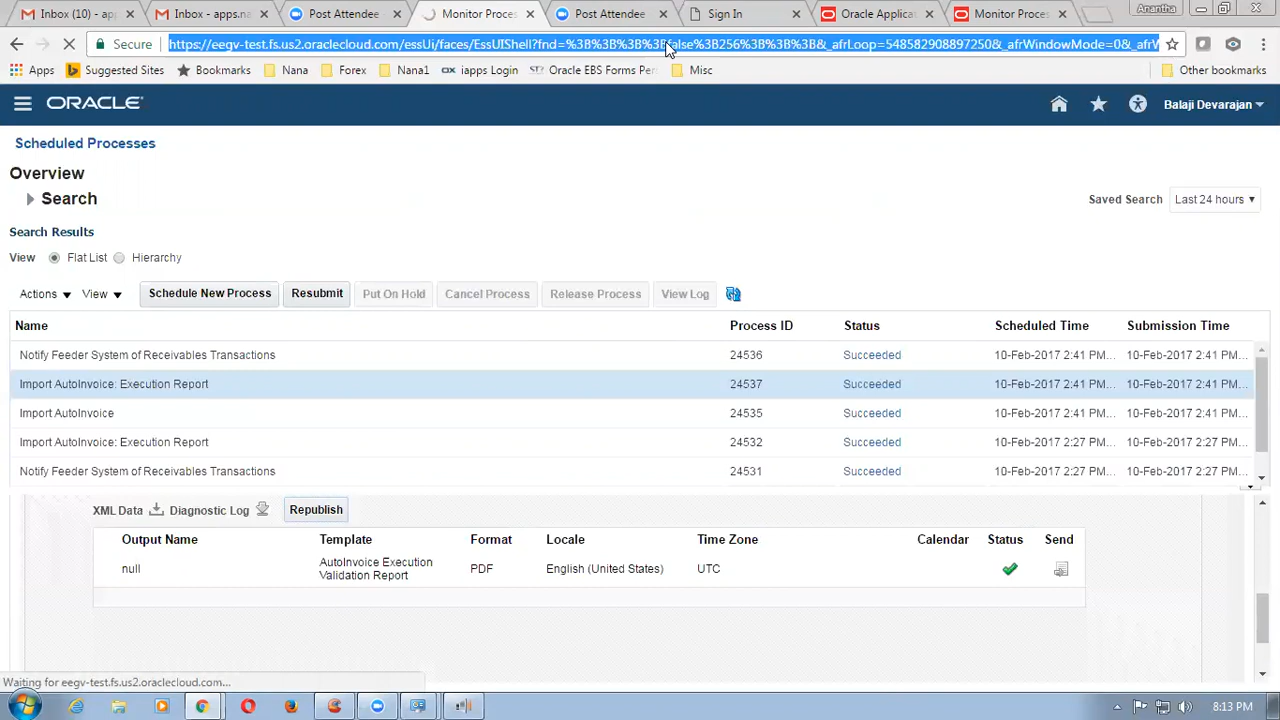 Inbox (10) - ap
Inbox - apps.na
Post Attendee
Monitor Proces
Post Attendee
Sign In
Oracle Applica
Monitor Proces
Anantha
Secure
https://eegv-test.fs.us2.oraclecloud.com/essUi/faces/EssUIShell?fnd=%3B%3B%3B%3Bfalse%3B256%3B%3B%3B&_afrLoop=548582908897250&_afrWindowMode=0&_afrW
Apps
Suggested Sites
Bookmarks
Nana
Forex
Nana1
iapps Login
Oracle EBS Forms Per
Misc
Other bookmarks
ORACLE
Balaji Devarajan
Scheduled Processes
Overview
Search
Saved Search Last 24 hours
Search Results
View Flat List Hierarchy
Actions View Schedule New Process Resubmit Put On Hold Cancel Process Release Process View Log
Name Process ID Status Scheduled Time Submission Time
Notify Feeder System of Receivables Transactions 24536 Succeeded 10-Feb-2017 2:41 PM... 10-Feb-2017 2:41 PM...
Import AutoInvoice: Execution Report 24537 Succeeded 10-Feb-2017 2:41 PM... 10-Feb-2017 2:41 PM...
Import AutoInvoice 24535 Succeeded 10-Feb-2017 2:41 PM... 10-Feb-2017 2:41 PM...
Import AutoInvoice: Execution Report 24532 Succeeded 10-Feb-2017 2:27 PM... 10-Feb-2017 2:27 PM...
Notify Feeder System of Receivables Transactions 24531 Succeeded 10-Feb-2017 2:27 PM... 10-Feb-2017 2:27 PM...
XML Data Diagnostic Log Republish
Output Name Template Format Locale Time Zone Calendar Status Send
null AutoInvoice Execution PDF English (United States) UTC
Validation Report
Waiting for eegv-test.fs.us2.oraclecloud.com...
8:13 PM